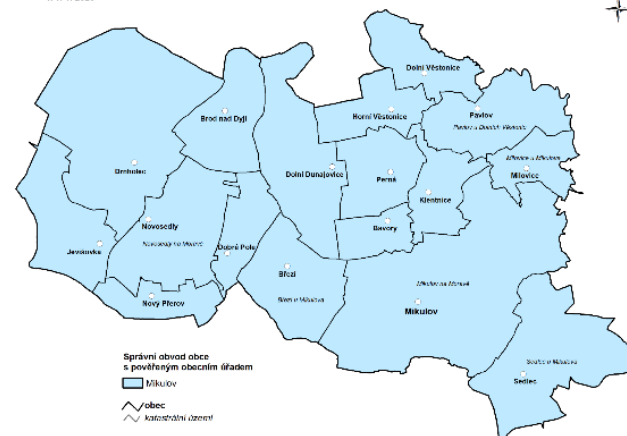 Dolní Věstonice
Brod nad Dyjí
Horní Věstonice
Pavlov
Pavlov u Dolních Věstonic
Milovice u Mikulova
Drnholec
Dolní Dunajovice
Perná
Milovice
Klentnice
Novosedly
Bavory
Jevišovka
Novosedly na Moravě
Dobré Pole
Březí
Mikulov na Moravě
Nový Přerov
Březí u Mikulova
Mikulov
Správní obvod obce
s pověřeným obecním úřadem
Sedlec u Mikulova
Mikulov
Sedlec
obec
katastrální území